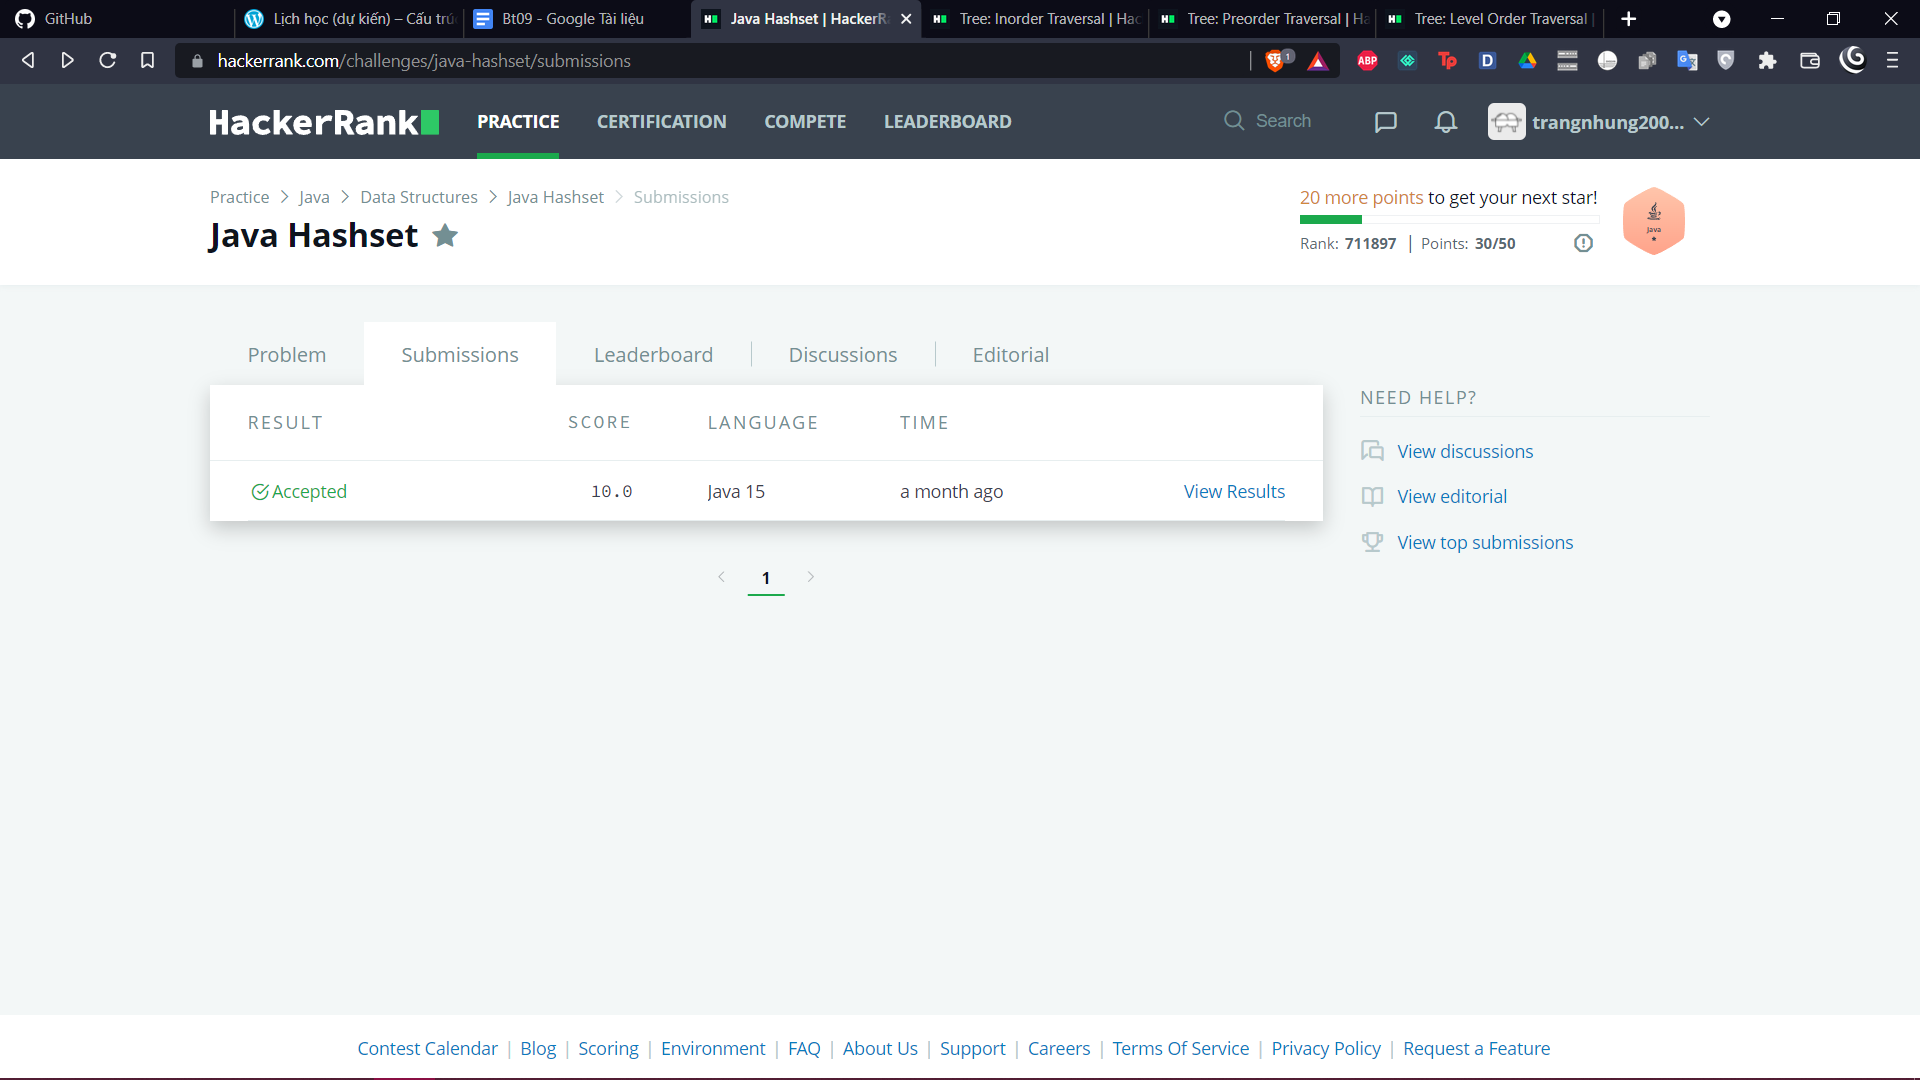 GitHub
Lịch học (dự kiến) – Cấu trú
Bt09 - Google Tài liệu
Java Hashset | HackerR
Tree: Inorder Traversal | Hac
Tree: Preorder Traversal | Ha
Tree: Level Order Traversal |
hackerrank.com/challenges/java-hashset/submissions
1
ABP
Tp
D
HackerRank
PRACTICE
CERTIFICATION
COMPETE
LEADERBOARD
Search
trangnhung200...
Practice > Java > Data Structures > Java Hashset > Submissions
Java Hashset
20 more points to get your next star!
Rank: 711897 | Points: 30/50
Java
Problem
Submissions
Leaderboard
Discussions
Editorial
RESULT SCORE LANGUAGE TIME
Accepted 10.0 Java 15 a month ago View Results
1
NEED HELP?
View discussions
View editorial
View top submissions
Contest Calendar | Blog | Scoring | Environment | FAQ | About Us | Support | Careers | Terms Of Service | Privacy Policy | Request a Feature